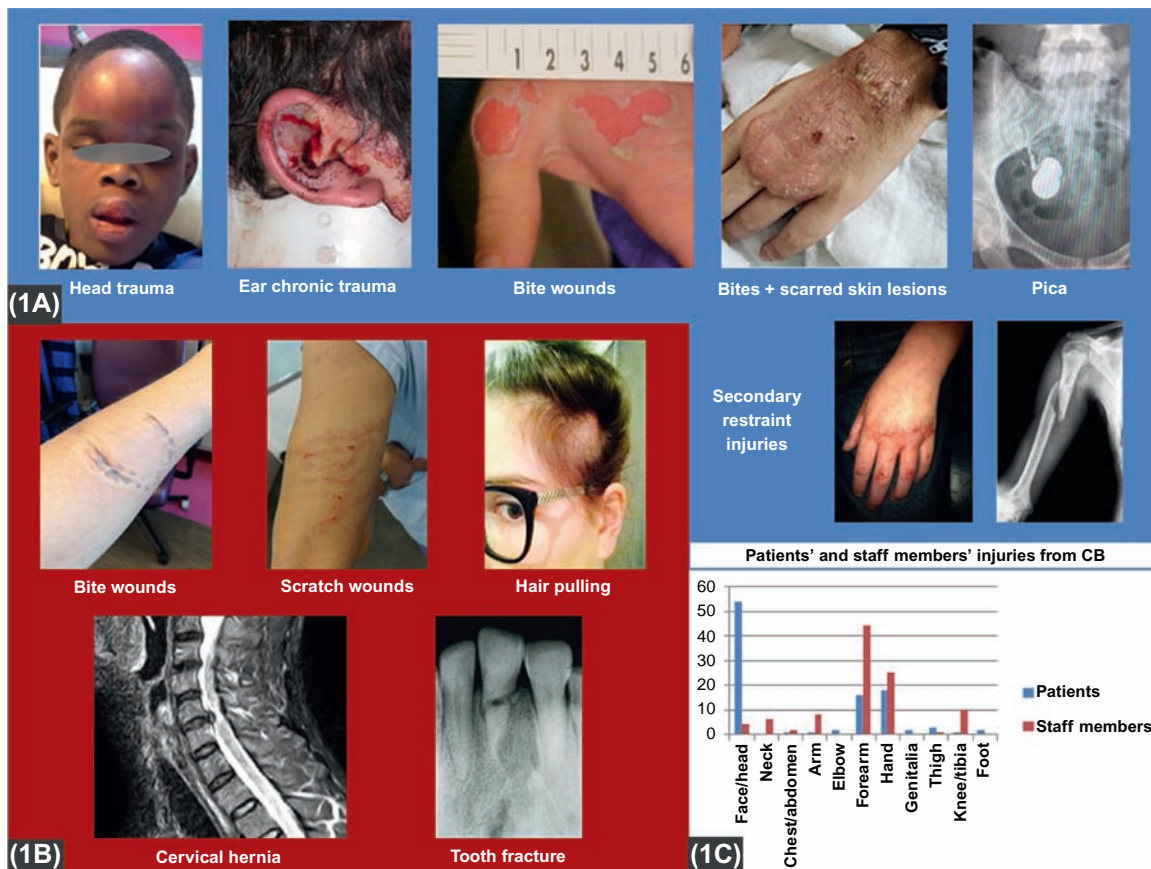 1 2 3 4 5 6
Head trauma
Ear chronic trauma
Bite wounds
Bites + scarred skin lesions
Pica
(1A)
Secondary
restraint
injuries
Bite wounds
Scratch wounds
Hair pulling
Cervical hernia
Tooth fracture
(1B)
Patients’ and staff members’ injuries from CB
60
50
40
30
20
10
0
Face/head
Neck
Chest/abdomen
Arm
Elbow
Forearm
Hand
Genitalia
Thigh
Knee/tibia
Foot
Patients
Staff members
(1C)